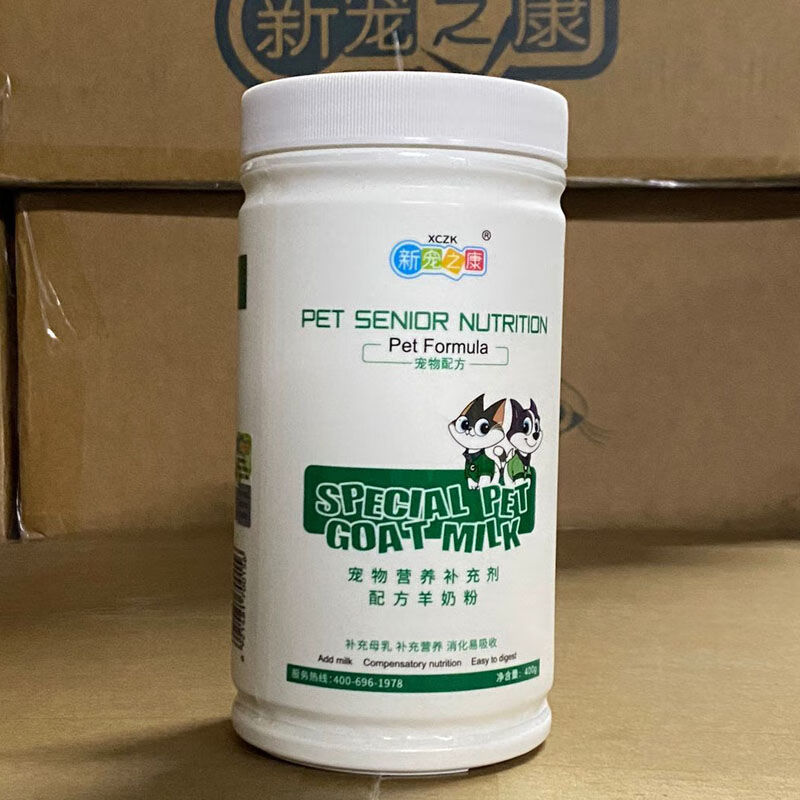 新宠之康
XCZK ®
新宠之康
PET SENIOR NUTRITION
Pet Formula
宠物配方
SPECIAL PET
GOAT MILK
宠物营养补充剂
配方羊奶粉
补充母乳 补充营养 消化易吸收
Add milk Compensatory nutrition Easy to digest
服务热线:400-696-1978 净含量: 400g